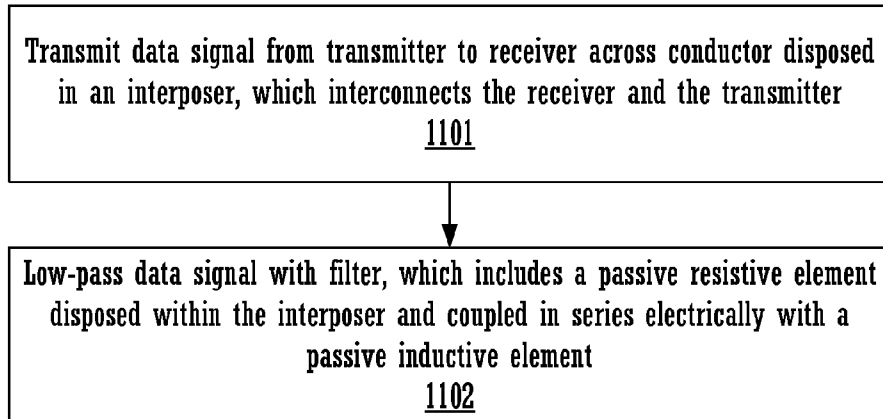 Transmit data signal from transmitter to receiver across conductor disposed
in an interposer, which interconnects the receiver and the transmitter
1101
Low-pass data signal with filter, which includes a passive resistive element
disposed within the interposer and coupled in series electrically with a
passive inductive element
1102